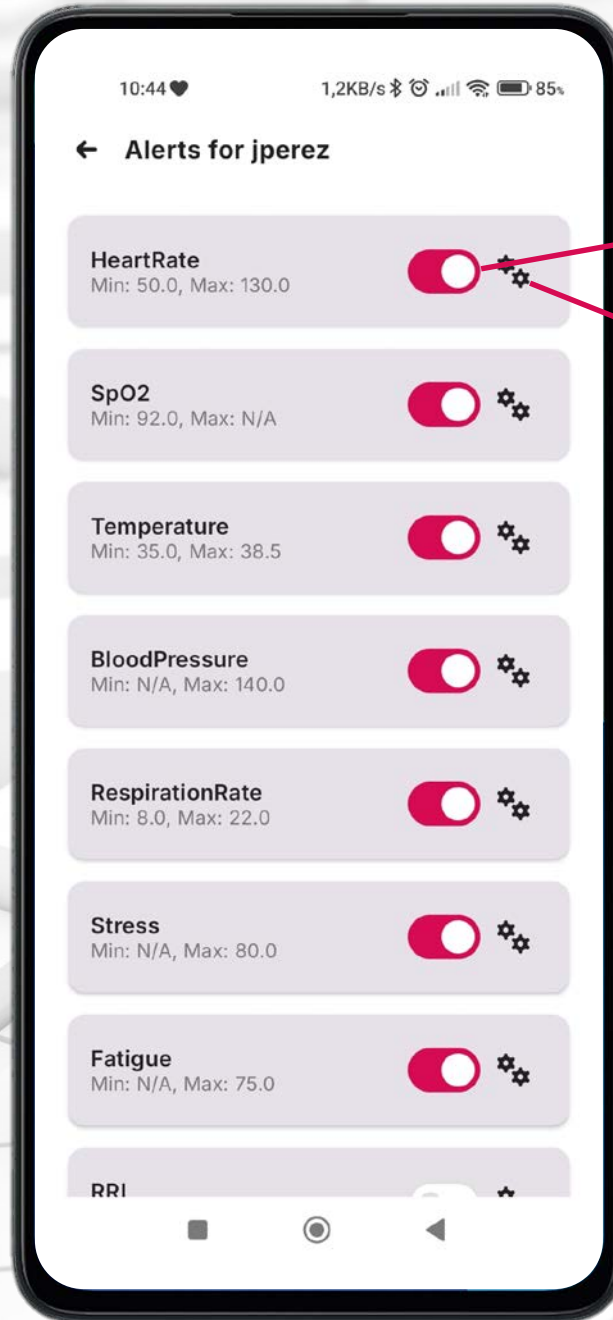 10:44 1,2KB/s 85%
Alerts for jperez
HeartRate
Min: 50.0, Max: 130.0
SpO2
Min: 92.0, Max: N/A
Temperature
Min: 35.0, Max: 38.5
BloodPressure
Min: N/A, Max: 140.0
RespirationRate
Min: 8.0, Max: 22.0
Stress
Min: N/A, Max: 80.0
Fatigue
Min: N/A, Max: 75.0
RRI